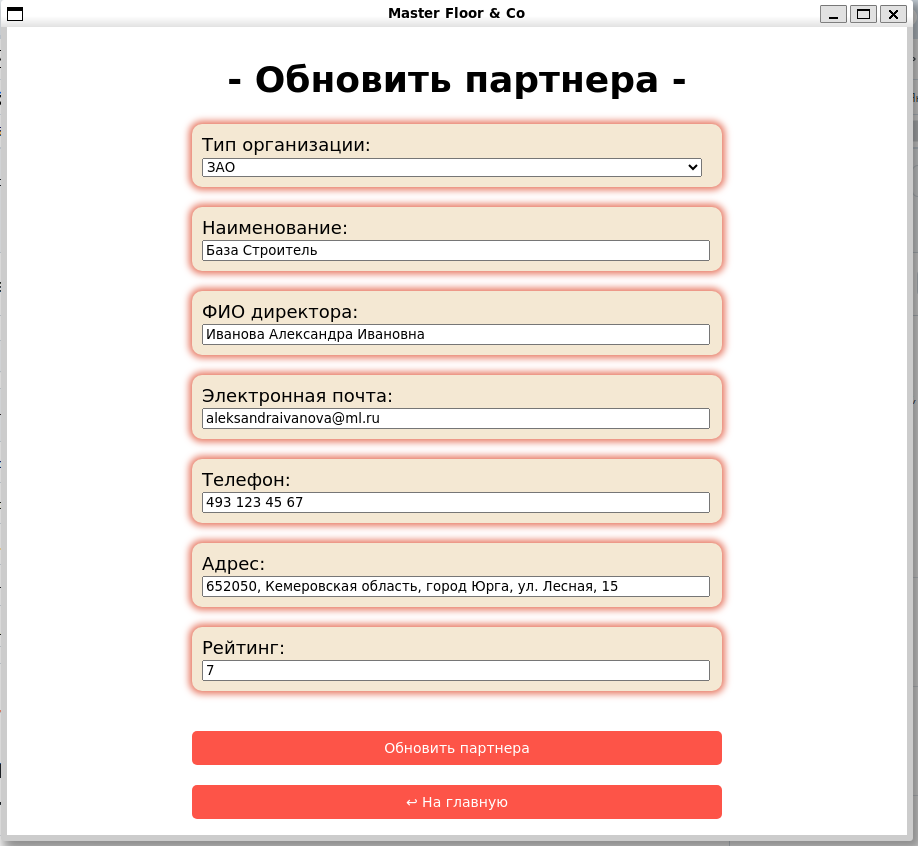 Master Floor & Co
- Обновить партнера -
Тип организации:
ЗАО
Наименование:
База Строитель
ФИО директора:
Иванова Александра Ивановна
Электронная почта:
aleksandraivanova@ml.ru
Телефон:
493 123 45 67
Адрес:
652050, Кемеровская область, город Юрга, ул. Лесная, 15
Рейтинг:
7
Обновить партнера
↩ На главную